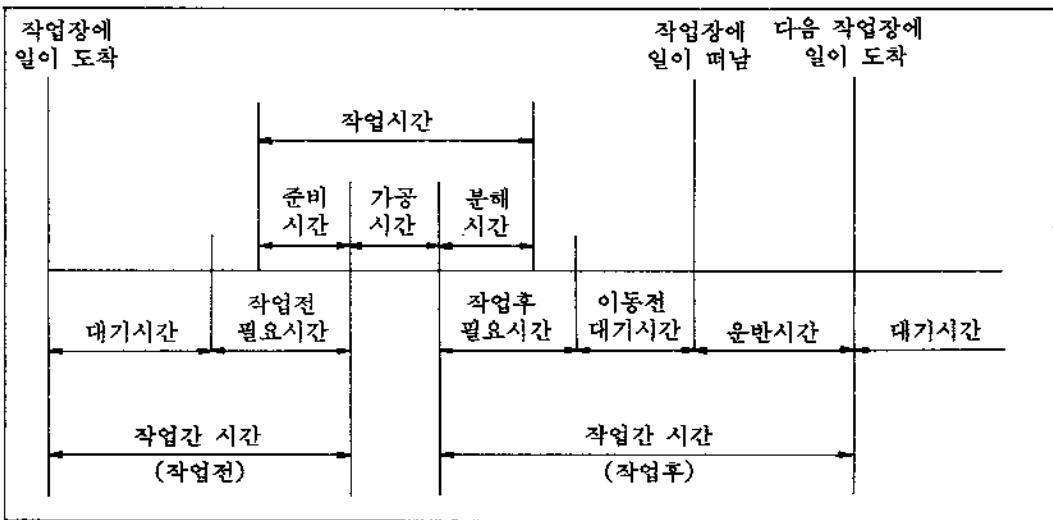 작업장에
일이 도착
작업장에
일이 떠남
다음 작업장에
일이 도착
작업시간
준비
시간
가공
시간
분해
시간
대기시간
작업전
필요시간
작업후
필요시간
이동전
대기시간
운반시간
대기시간
작업간 시간
(작업전)
작업간 시간
(작업후)